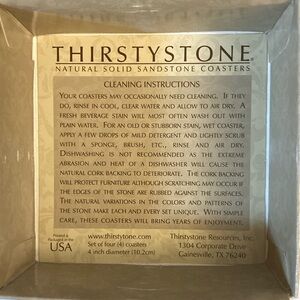 THIRSTYSTONE®
NATURAL SOLID SANDSTONE COASTERS
CLEANING INSTRUCTIONS
YOUR COASTERS MAY OCCASIONALLY NEED CLEANING. IF THEY
DO, RINSE IN COOL, CLEAR WATER AND ALLOW TO AIR DRY. A
FRESH BEVERAGE STAIN WILL MOST OFTEN WASH OUT WITH
PLAIN WATER. FOR AN OLD OR STUBBORN STAIN, WET COASTER,
APPLY A FEW DROPS OF MILD DETERGENT AND LIGHTLY SCRUB
WITH A SPONGE, BRUSH, ETC., RINSE AND AIR DRY.
DISHWASHING IS NOT RECOMMENDED AS THE EXTREME
ABRASION AND HEAT OF A DISHWASHER WILL CAUSE THE
NATURAL CORK BACKING TO DETERIORATE. THE CORK BACKING
WILL PROTECT FURNITURE ALTHOUGH SCRATCHING MAY OCCUR IF
THE EDGES OF THE STONE ARE RUBBED AGAINST THE SURFACES.
THE NATURAL VARIATIONS IN THE COLORS AND PATTERNS OF
THE STONE MAKE EACH AND EVERY SET UNIQUE. WITH SIMPLE
CARE, THESE COASTERS WILL BRING YEARS OF ENJOYMENT.
Printed &
Packaged in the
USA
www.thirstystone.com
Set of four (4) coasters
4 inch diameter (10.2cm)
Thirstystone Resources, Inc.
1304 Corporate Drive
Gainesville, TX 76240